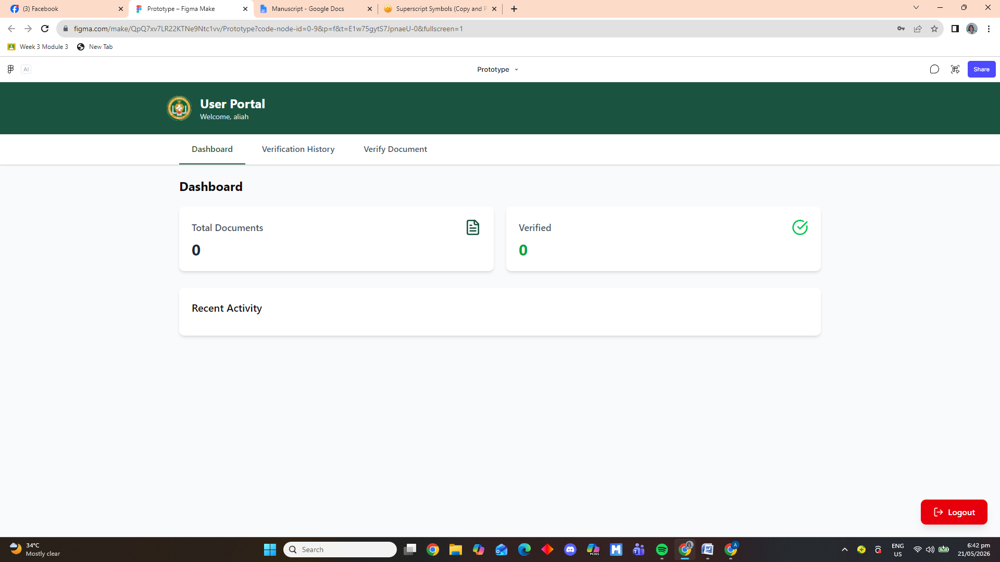 (3) Facebook
Prototype – Figma Make
Manuscript - Google Docs
Superscript Symbols (Copy and P
figma.com/make/QpQ7xv7LR22KTNe9Ntc1vv/Prototype?code-node-id=0-9&p=f&t=E1w75gytS7JpnaeU-0&fullscreen=1
Week 3 Module 3
New Tab
AI
Prototype
Share
User Portal
Welcome, aliah
Dashboard
Verification History
Verify Document
Dashboard
Total Documents
0
Verified
0
Recent Activity
Logout
34°C
Mostly clear
Search
M365
A
ENG
US
6:42 pm
21/05/2026